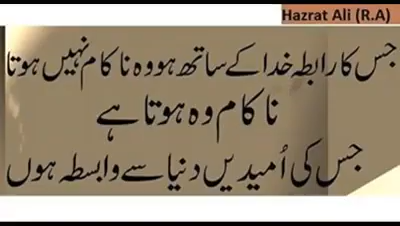 Hazrat Ali (R.A)
جس کا رابطہ خدا کے ساتھ ہو وہ ناکام نہیں ہوتا
ناکام وہ ہوتا ہے
جس کی اُمیدیں دنیا سے وابسطہ ہوں